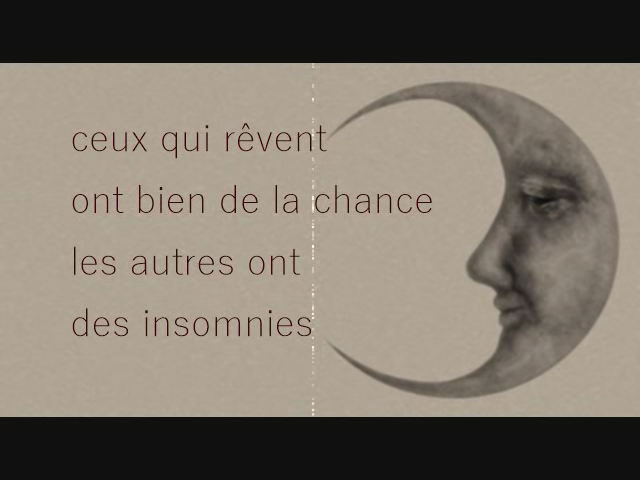 ceux qui rêvent
ont bien de la chance
les autres ont
des insomnies